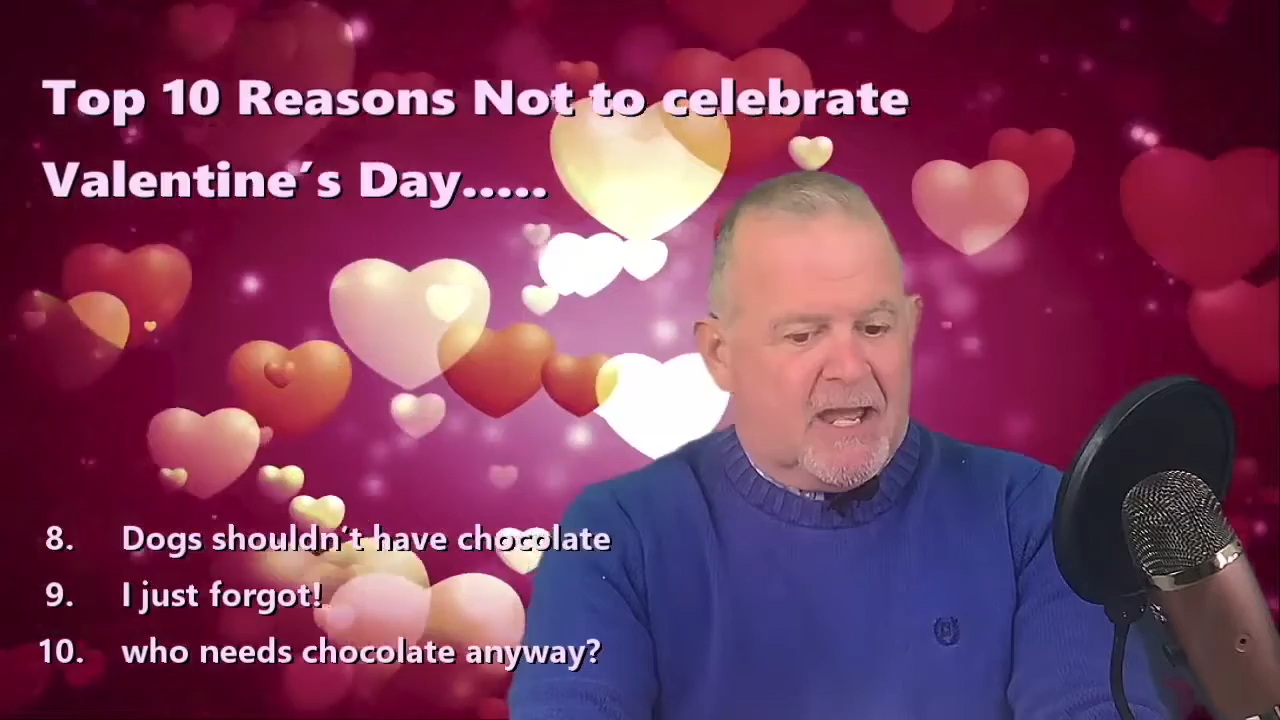 Top 10 Reasons Not to celebrate
Valentine's Day.....
8. Dogs shouldn't have chocolate
9. I just forgot!
10. who needs chocolate anyway?